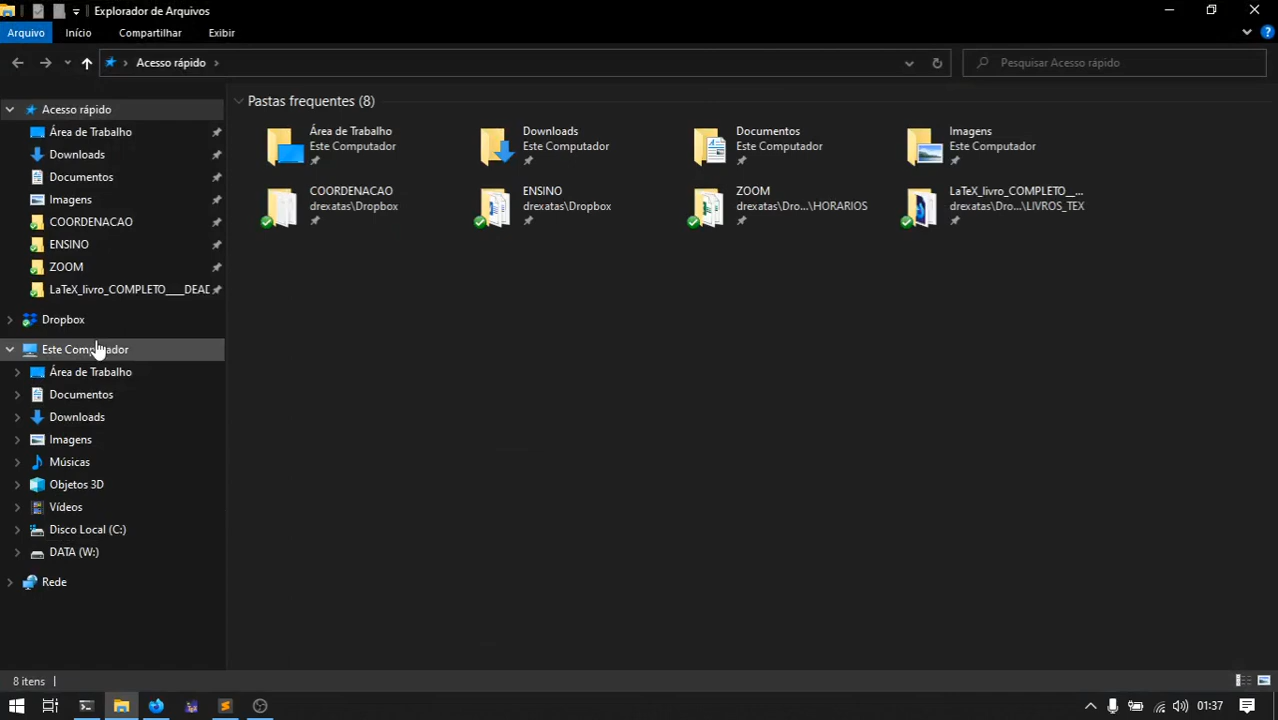 Explorador de Arquivos
Arquivo Início Compartilhar Exibir
Acesso rápido
Pesquisar Acesso rápido
Acesso rápido
Área de Trabalho
Downloads
Documentos
Imagens
COORDENACAO
ENSINO
ZOOM
LaTeX_livro_COMPLETO____DEAD
Dropbox
Este Computador
Área de Trabalho
Documentos
Downloads
Imagens
Músicas
Objetos 3D
Vídeos
Disco Local (C:)
DATA (W:)
Rede
Pastas frequentes (8)
Área de Trabalho
Este Computador
Downloads
Este Computador
Documentos
Este Computador
Imagens
Este Computador
COORDENACAO
drexatas\Dropbox
ENSINO
drexatas\Dropbox
ZOOM
drexatas\Dro...\HORARIOS
LaTeX_livro_COMPLETO__...
drexatas\Dro...\LIVROS_TEX
8 itens
01:37